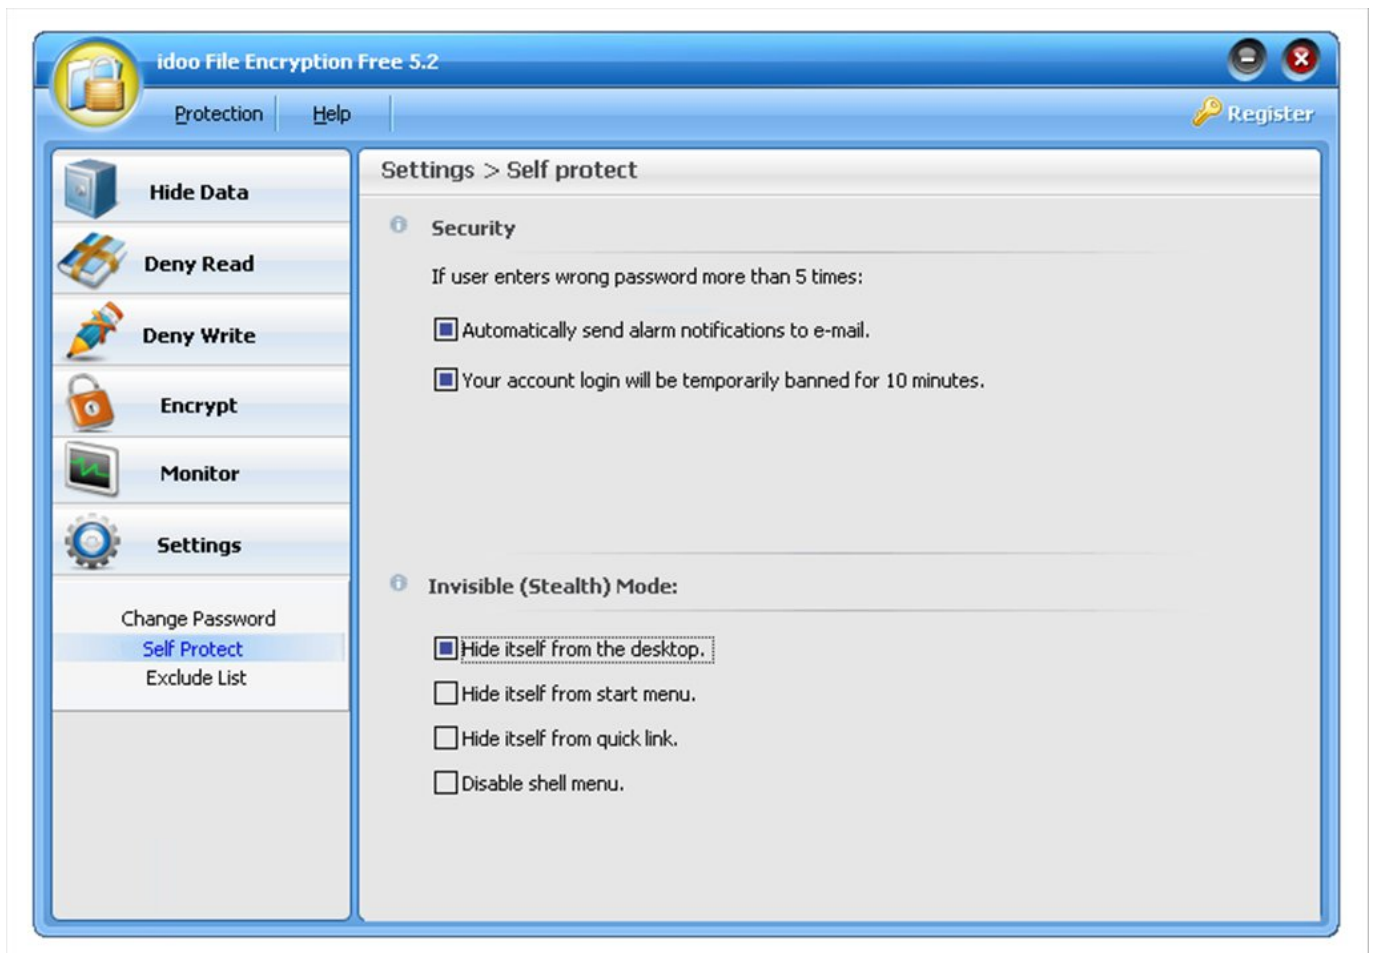 idoo File Encryption Free 5.2
Protection Help Register
Hide Data
Deny Read
Deny Write
Encrypt
Monitor
Settings
Change Password
Self Protect
Exclude List
Settings > Self protect
Security
If user enters wrong password more than 5 times:
Automatically send alarm notifications to e-mail.
Your account login will be temporarily banned for 10 minutes.
Invisible (Stealth) Mode:
Hide itself from the desktop.
Hide itself from start menu.
Hide itself from quick link.
Disable shell menu.